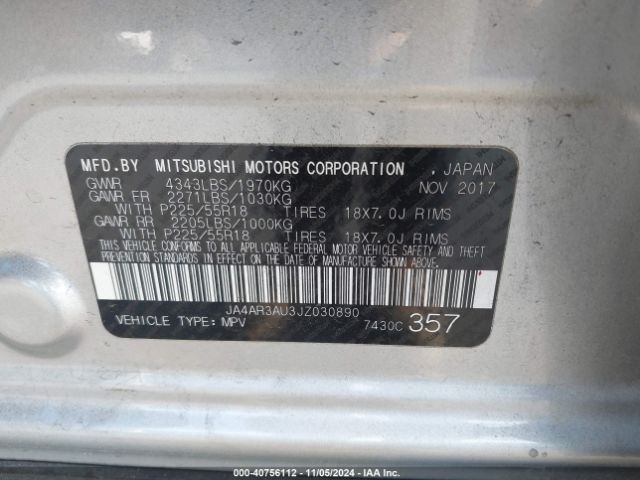 MFD.BY MITSUBISHI MOTORS CORPORATION , JAPAN
GWWR 4343LBS/1970KG NOV 2017
GAWR FR 2271LBS/1030KG
WITH P225/55R18 TIRES 18X7.0J RIMS
GAWR RR 2205LBS/1000KG
WITH P225/55R18 TIRES 18X7.0J RIMS
THIS VEHICLE CONFORMS TO ALL APPLICABLE FEDERAL MOTOR VEHICLE SAFETY AND THEFT
PREVENTION STANDARDS IN EFFECT ON THE DATE OF MANUFACTURE SHOWN ABOVE.
JA4AR3AU3JZ030890
VEHICLE TYPE:MPV 7430C 357
000-40756112 - 11/05/2024 - © IAA Holdings, LLC